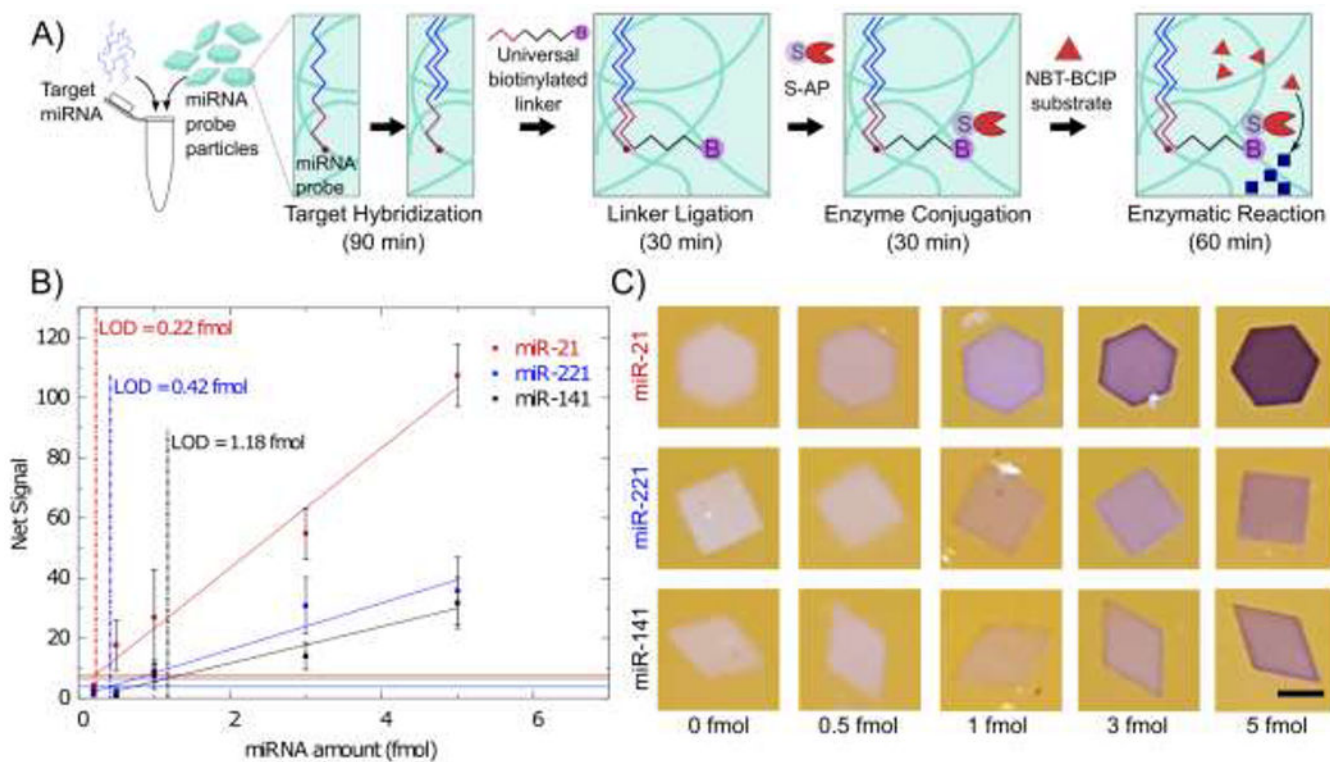 A)
Target
miRNA
miRNA
probe
particles
miRNA
probe
Target Hybridization
(90 min)
B
Universal
biotinylated
linker
B
Linker Ligation
(30 min)
S
S-AP
S
B
Enzyme Conjugation
(30 min)
NBT-BCIP
substrate
S
B
Enzymatic Reaction
(60 min)
B)
Net Signal
120
100
80
60
40
20
0
LOD = 0.22 fmol
LOD = 0.42 fmol
LOD = 1.18 fmol
miR-21
miR-221
miR-141
0
2
4
6
miRNA amount (fmol)
C)
miR-21
miR-221
miR-141
0 fmol
0.5 fmol
1 fmol
3 fmol
5 fmol